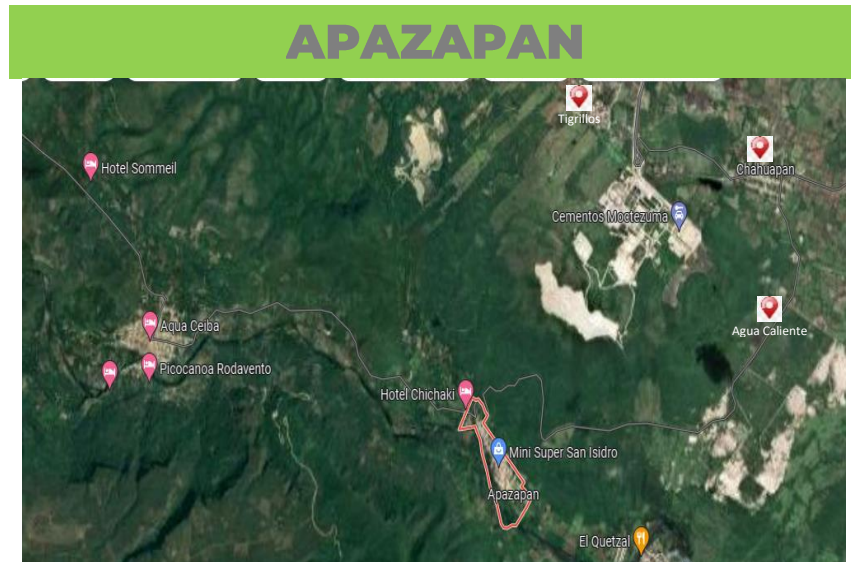 APAZAPAN
Tigrillos
Chahuapan
Hotel Sommeil
Cementos Moctezuma
Aqua Ceiba
Agua Caliente
Picocanoa Rodavento
Hotel Chichaki
Mini Super San Isidro
Apazapan
El Quetzal